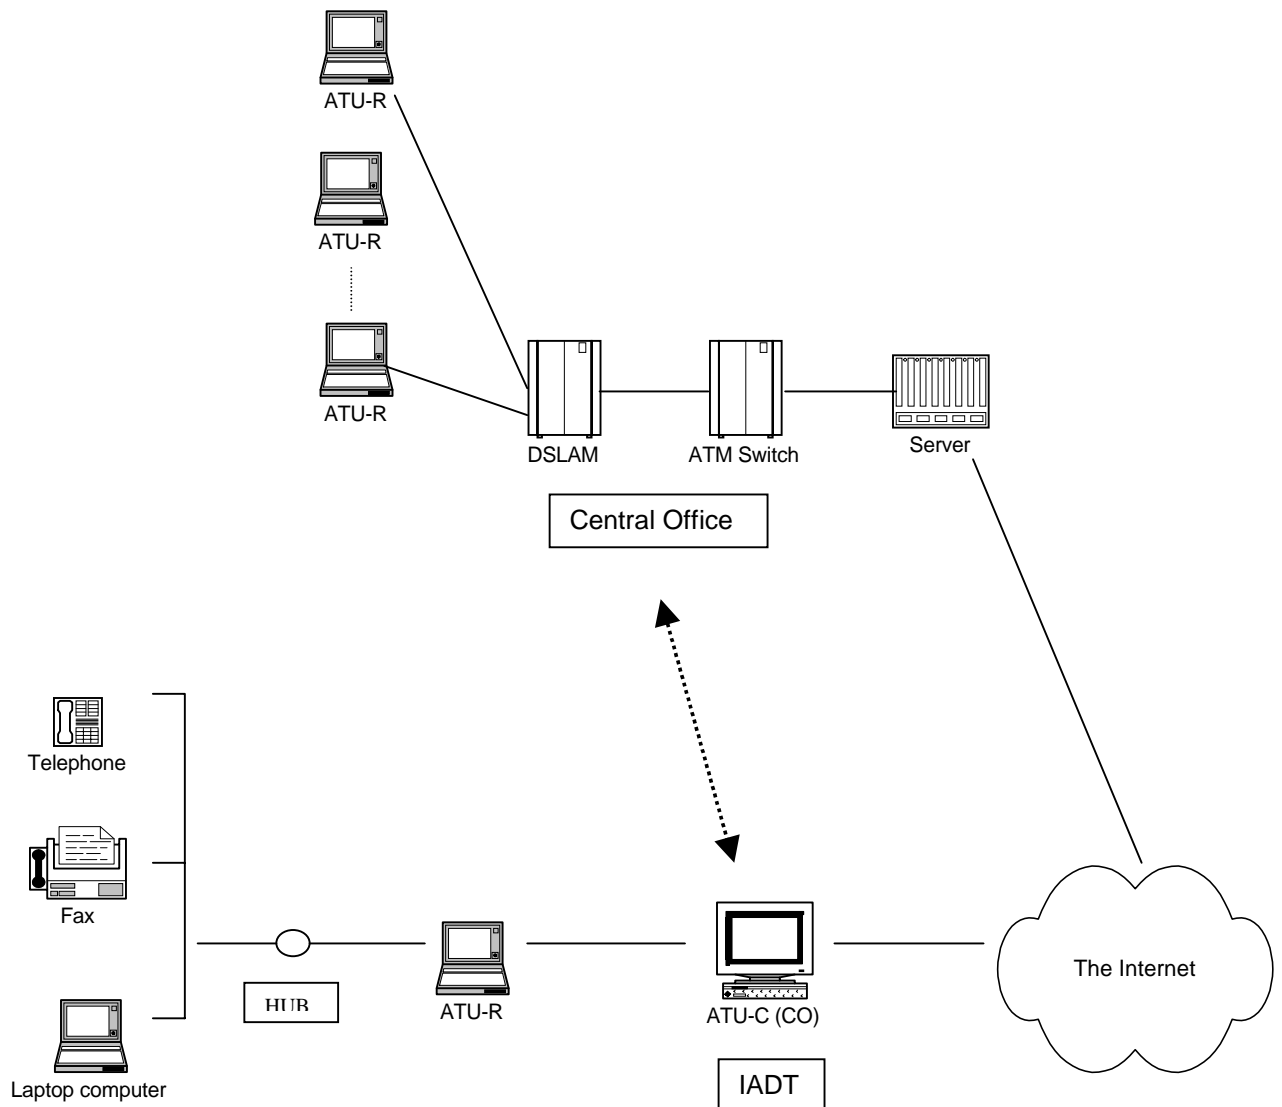 ATU-R
ATU-R
ATU-R
DSLAM
ATM Switch
Server
Central Office
Telephone
Fax
HUB
Laptop computer
ATU-R
ATU-C (CO)
The Internet
IADT